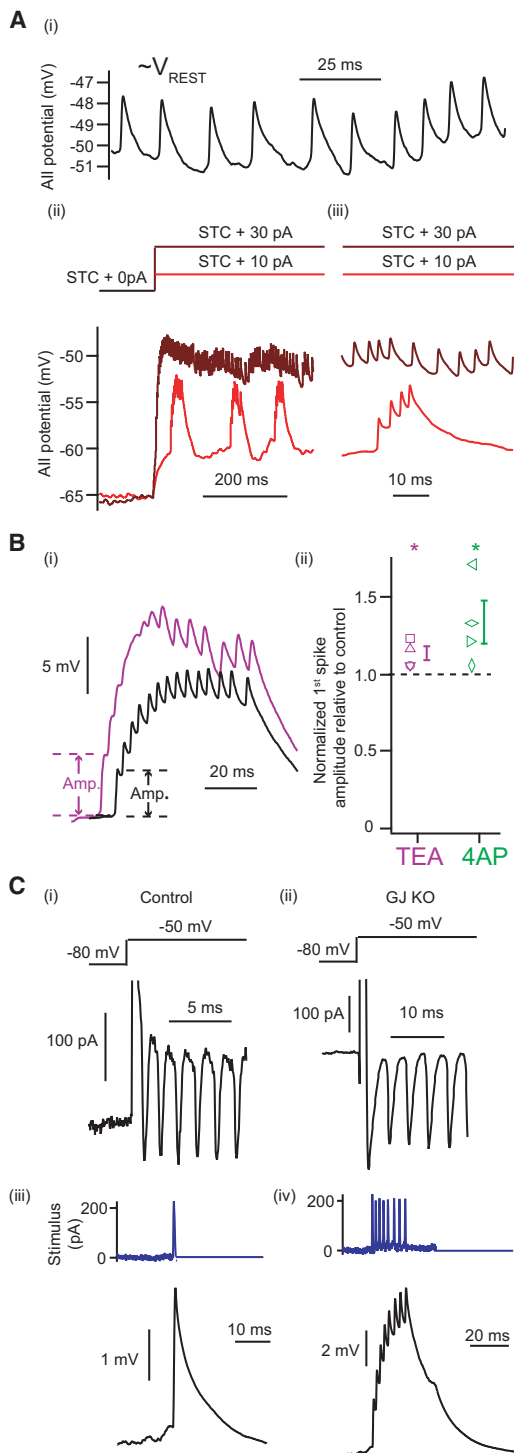 A
(i)
~VREST
25 ms
All potential (mV)
-47
-48
-49
-50
-51
(ii)
(iii)
STC + 30 pA
STC + 10 pA
STC + 0pA
STC + 30 pA
STC + 10 pA
All potential (mV)
-50
-55
-60
-65
200 ms
10 ms
B
(i)
5 mV
Amp.
Amp.
20 ms
(ii)
Normalized 1st spike
amplitude relative to control
1.5
1.0
0.5
0
*
*
TEA
4AP
C
(i)
Control
-80 mV
-50 mV
5 ms
100 pA
(ii)
GJ KO
-80 mV
-50 mV
100 pA
10 ms
(iii)
Stimulus
(pA)
200
0
1 mV
10 ms
(iv)
200
0
2 mV
20 ms